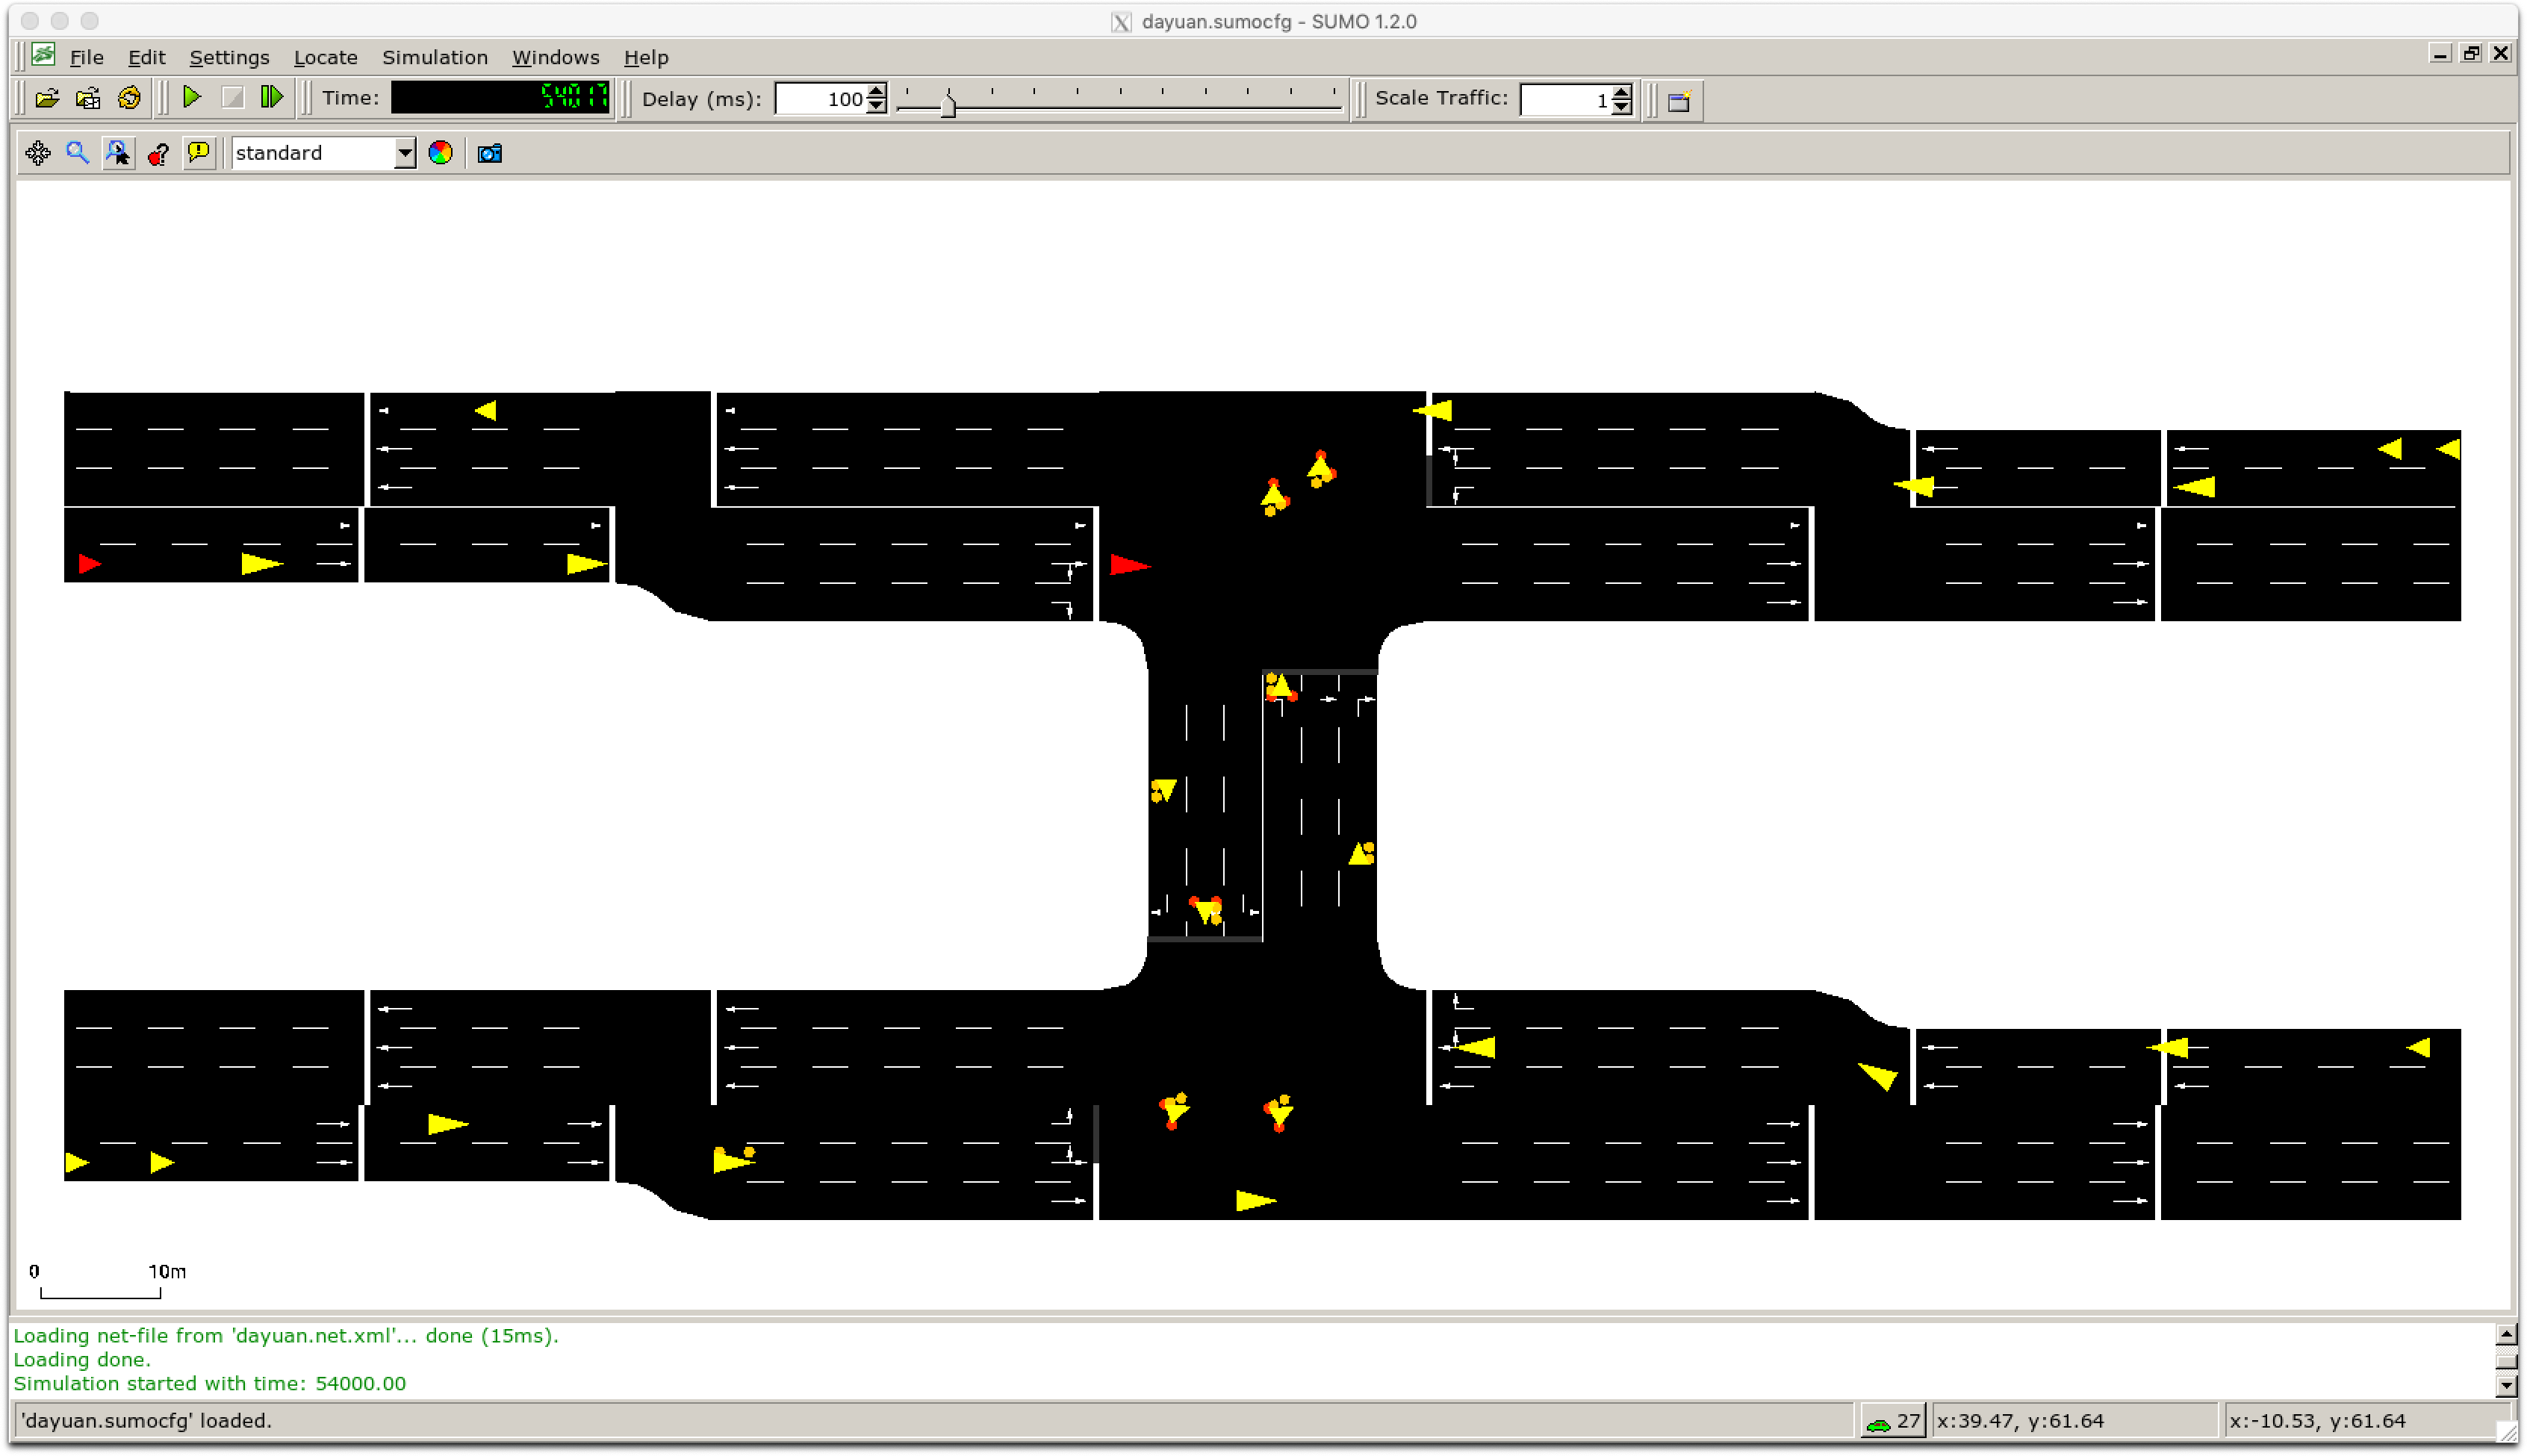 dayuan.sumocfg - SUMO 1.2.0
File Edit Settings Locate Simulation Windows Help
Time: 54017 Delay (ms): 100 Scale Traffic: 1
standard
0 10m
Loading net-file from 'dayuan.net.xml'... done (15ms).
Loading done.
Simulation started with time: 54000.00
'dayuan.sumocfg' loaded. 27 x:39.47, y:61.64 x:-10.53, y:61.64